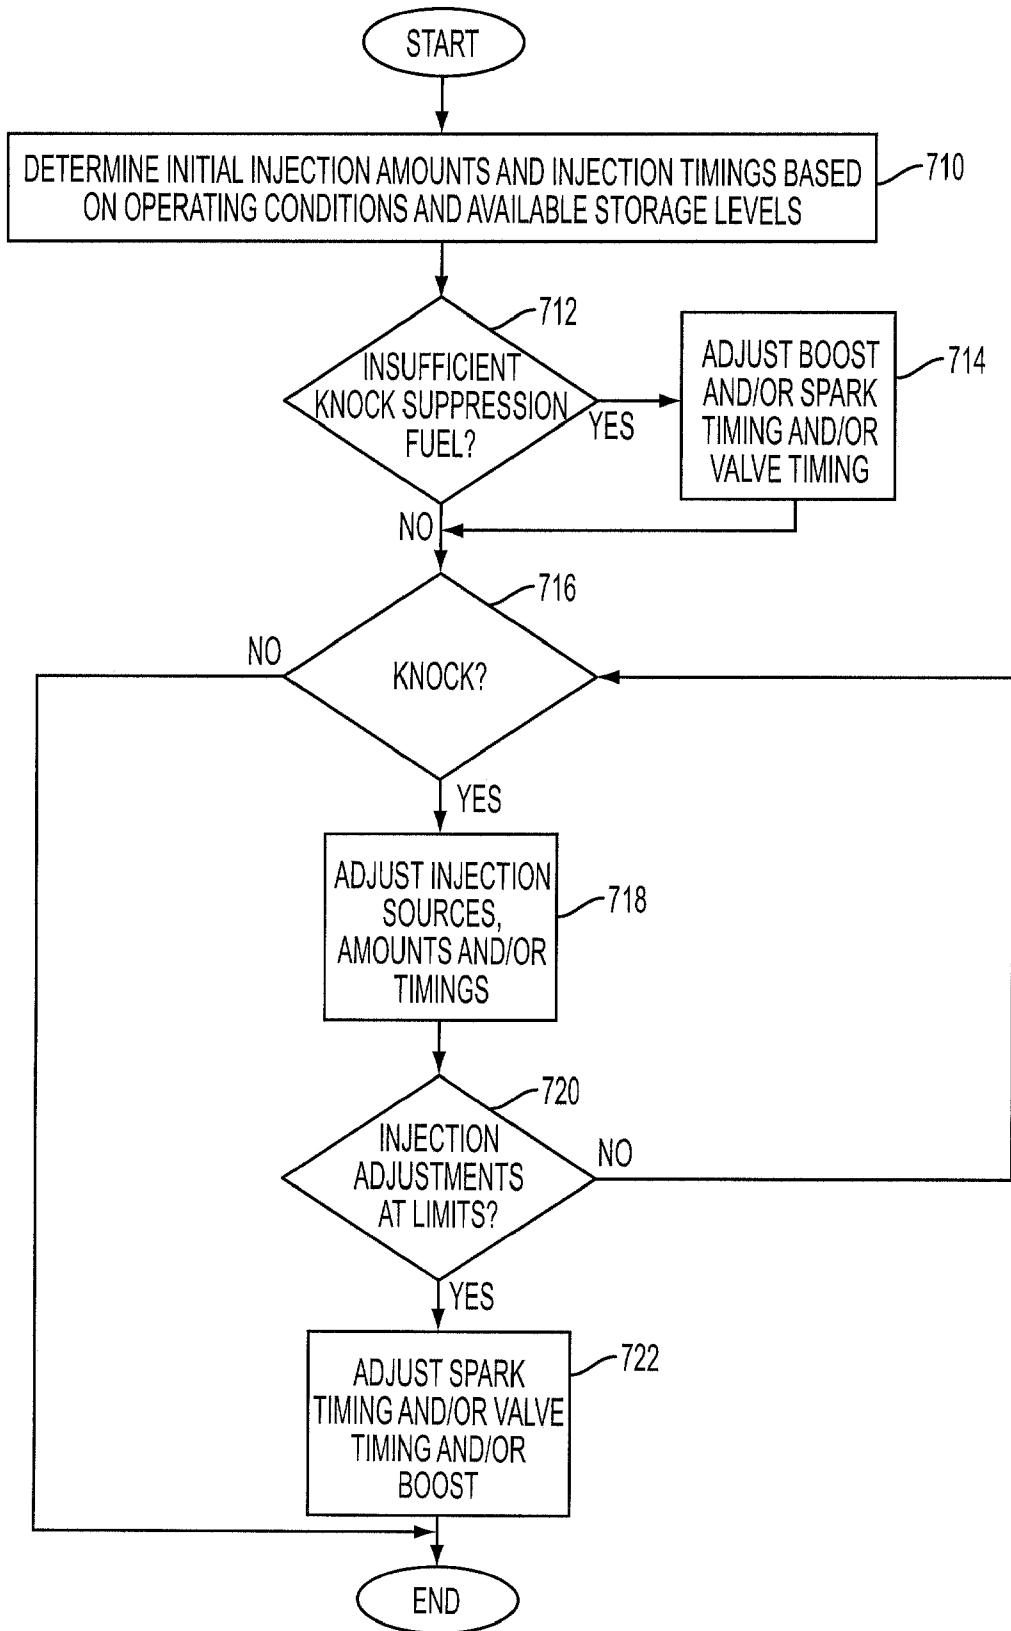 START
DETERMINE INITIAL INJECTION AMOUNTS AND INJECTION TIMINGS BASED
ON OPERATING CONDITIONS AND AVAILABLE STORAGE LEVELS
710
712
INSUFFICIENT
KNOCK SUPPRESSION
FUEL?
YES
ADJUST BOOST
AND/OR SPARK
TIMING AND/OR
VALVE TIMING
714
NO
716
NO
KNOCK?
YES
ADJUST INJECTION
SOURCES,
AMOUNTS AND/OR
TIMINGS
718
720
INJECTION
ADJUSTMENTS
AT LIMITS?
NO
YES
ADJUST SPARK
TIMING AND/OR VALVE
TIMING AND/OR
BOOST
722
END